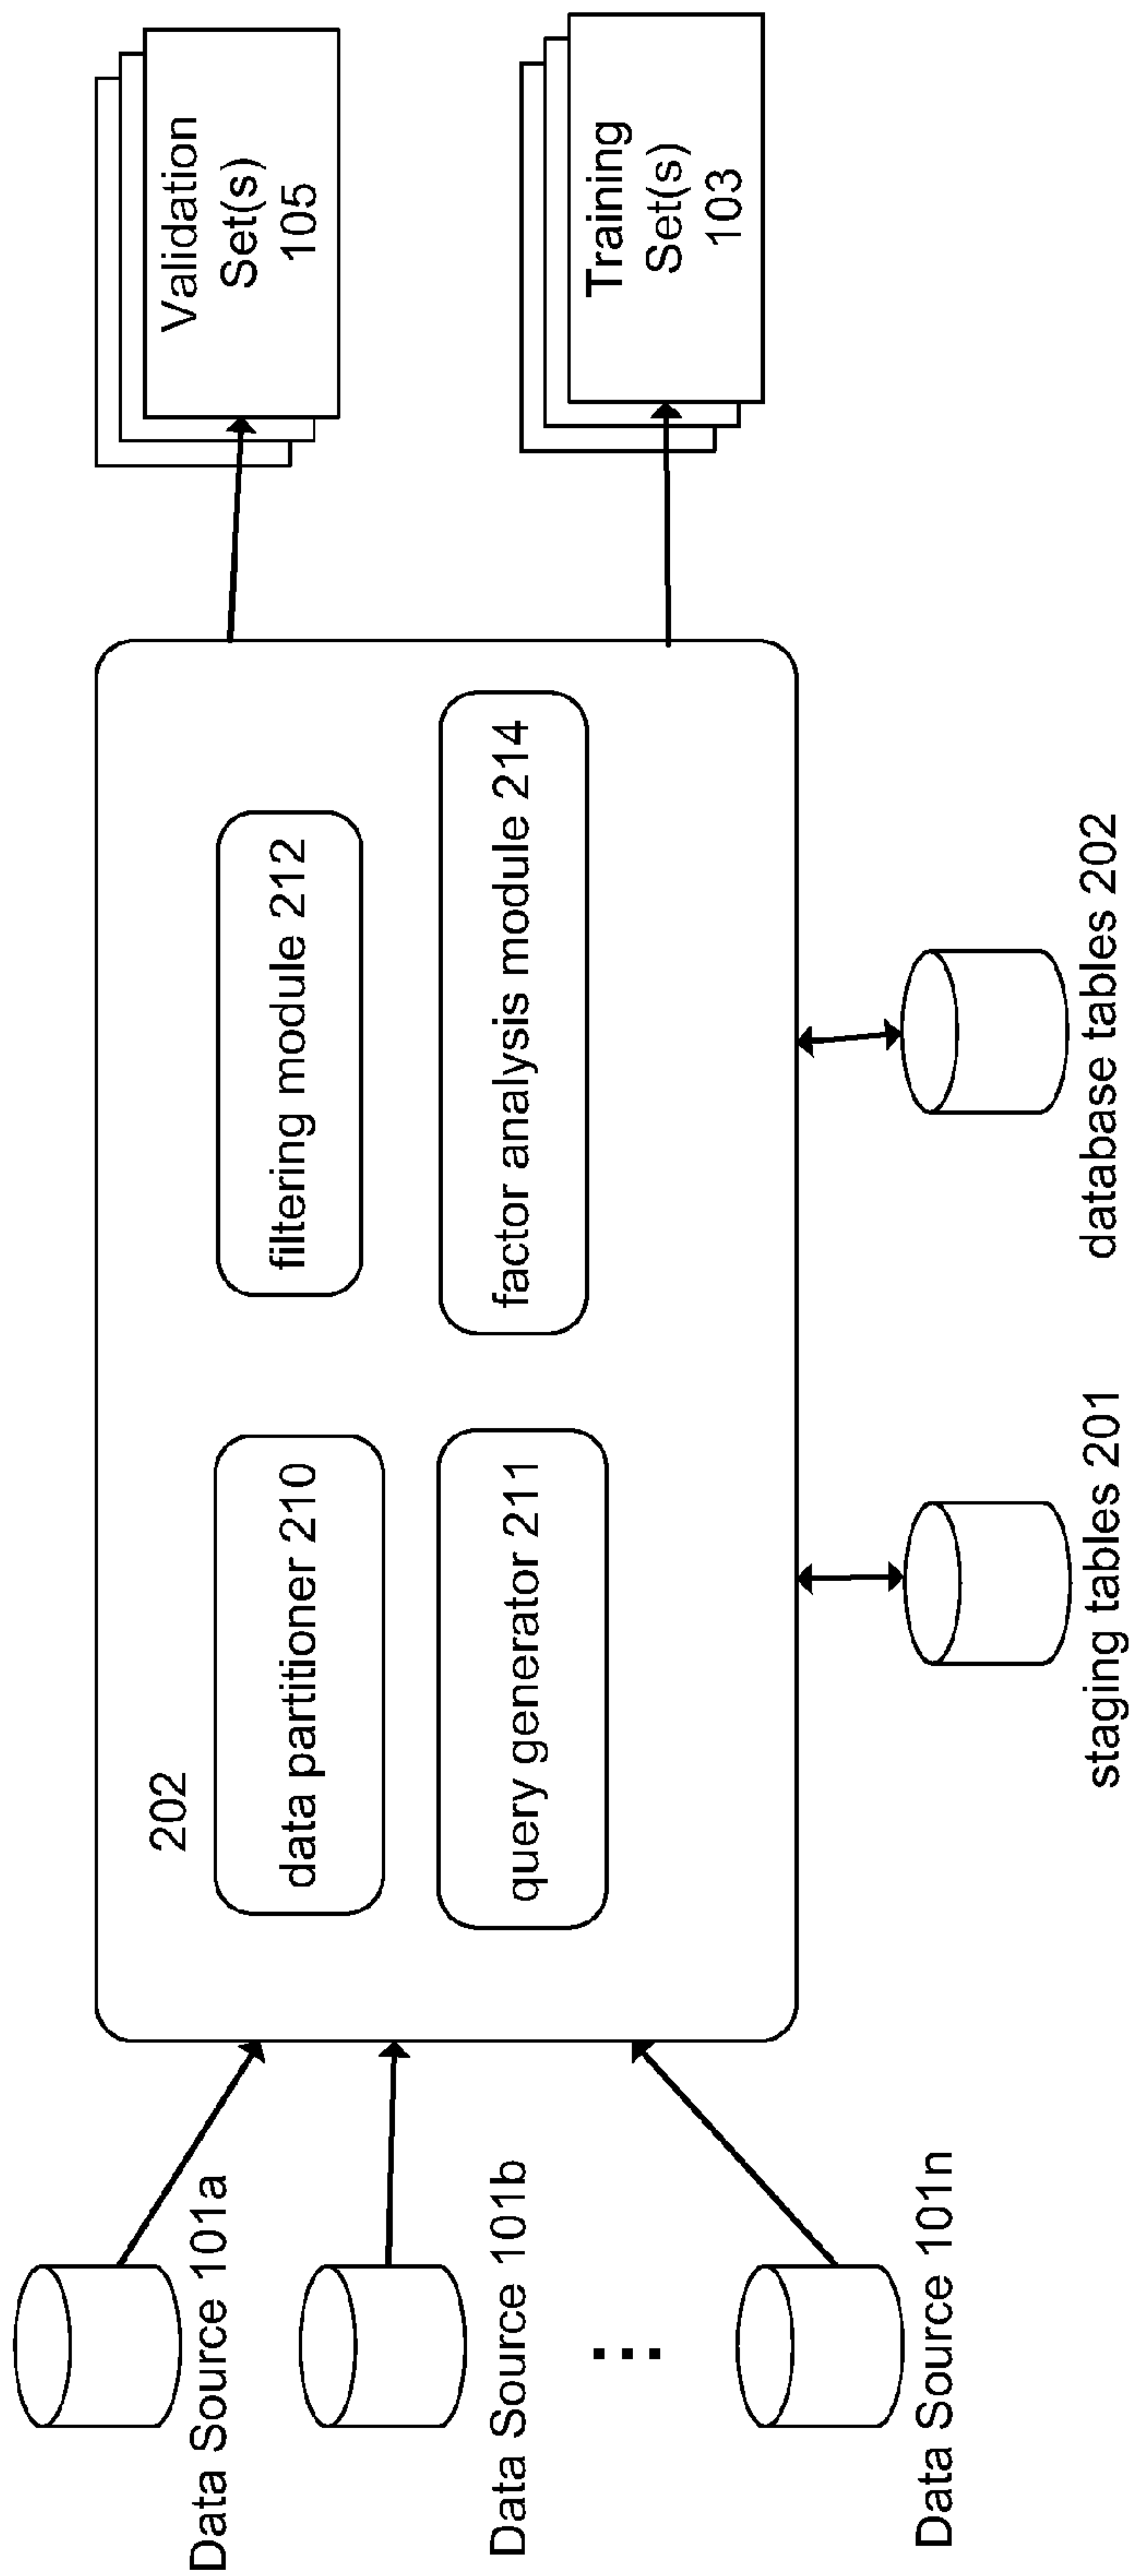 Data Source 101a
Data Source 101b
...
Data Source 101n
202
data partitioner 210
filtering module 212
query generator 211
factor analysis module 214
staging tables 201
database tables 202
Validation
Set(s)
105
Training
Set(s)
103